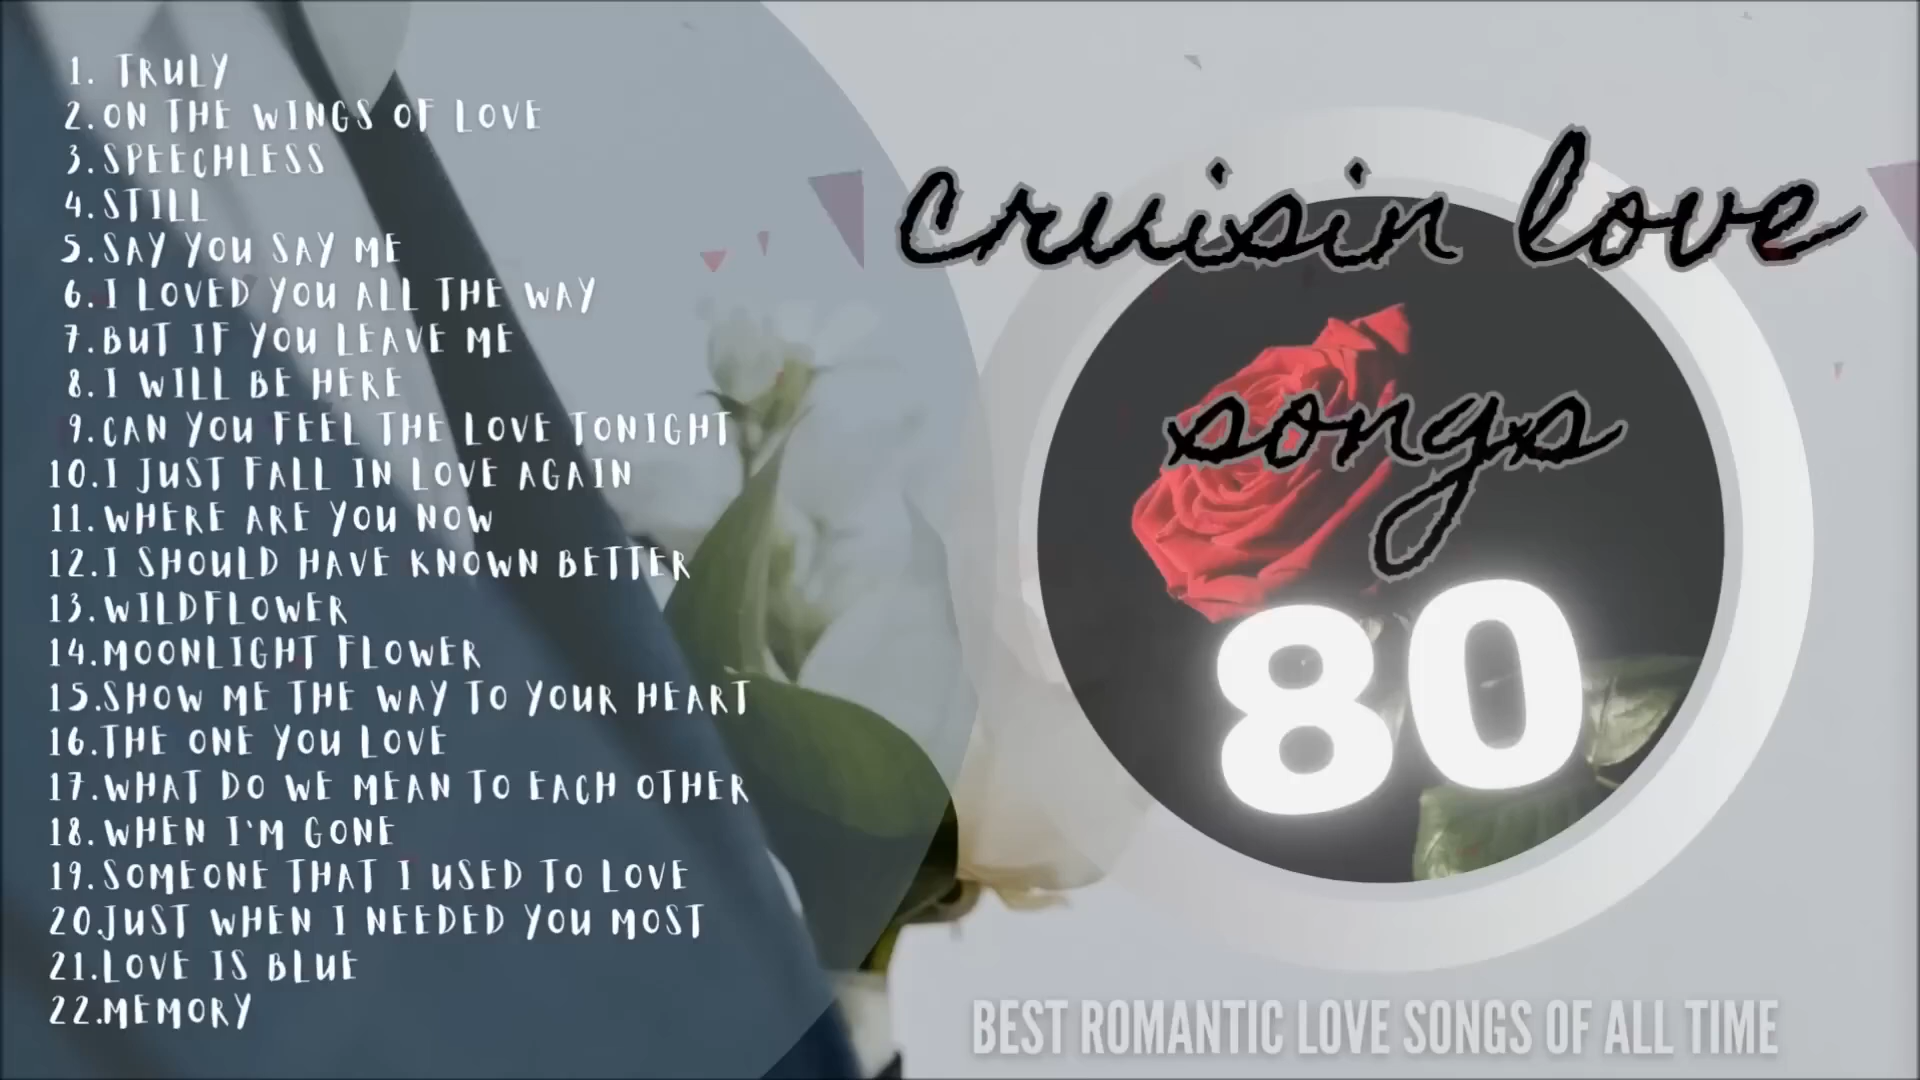 1. TRULY
2. ON THE WINGS OF LOVE
3. SPEECHLESS
4. STILL
5. SAY YOU SAY ME
6. I LOVED YOU ALL THE WAY
7. BUT IF YOU LEAVE ME
8. I WILL BE HERE
9. CAN YOU FEEL THE LOVE TONIGHT
10. I JUST FALL IN LOVE AGAIN
11. WHERE ARE YOU NOW
12. I SHOULD HAVE KNOWN BETTER
13. WILDFLOWER
14. MOONLIGHT FLOWER
15. SHOW ME THE WAY TO YOUR HEART
16. THE ONE YOU LOVE
17. WHAT DO WE MEAN TO EACH OTHER
18. WHEN I'M GONE
19. SOMEONE THAT I USED TO LOVE
20. JUST WHEN I NEEDED YOU MOST
21. LOVE IS BLUE
22. MEMORY
cruisin love
songs
80
BEST ROMANTIC LOVE SONGS OF ALL TIME